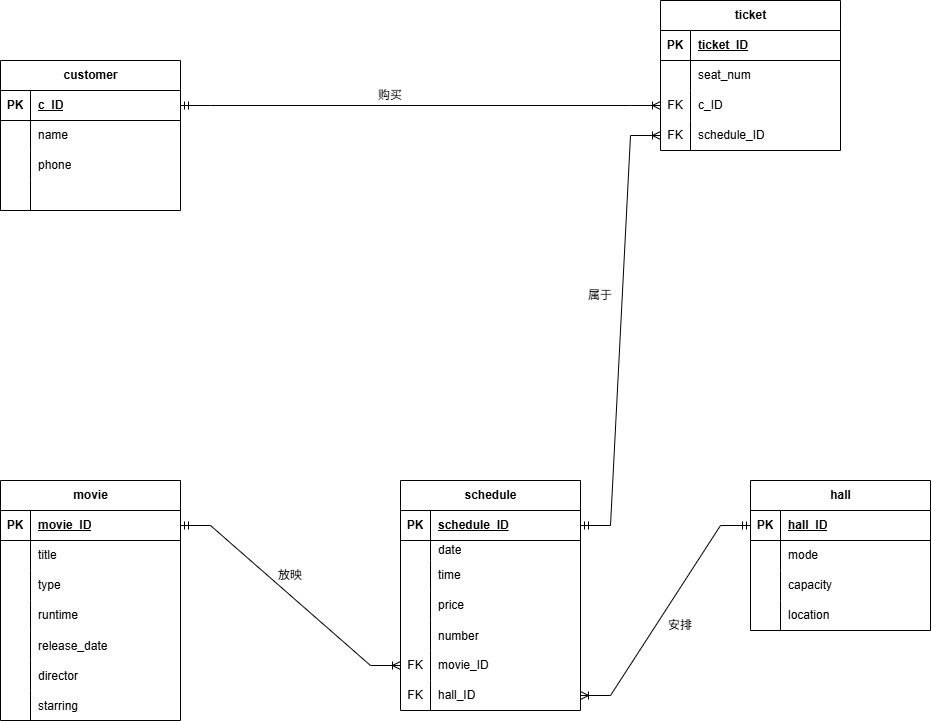 ticket
PK ticket_ID
seat_num
FK c_ID
FK schedule_ID
customer
PK c_ID
name
phone
购买
属于
movie
PK movie_ID
title
type
runtime
release_date
director
starring
放映
schedule
PK schedule_ID
date
time
price
number
FK movie_ID
FK hall_ID
安排
hall
PK hall_ID
mode
capacity
location